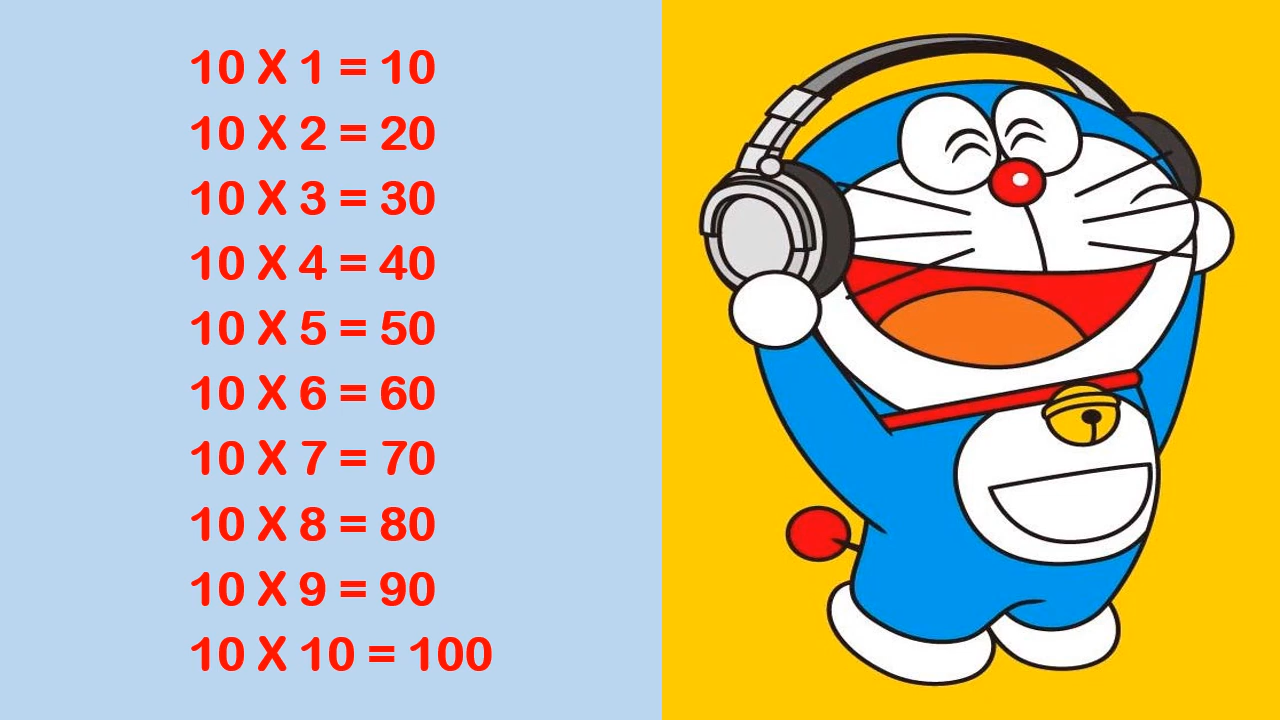 10 X 1 = 10
10 X 2 = 20
10 X 3 = 30
10 X 4 = 40
10 X 5 = 50
10 X 6 = 60
10 X 7 = 70
10 X 8 = 80
10 X 9 = 90
10 X 10 = 100